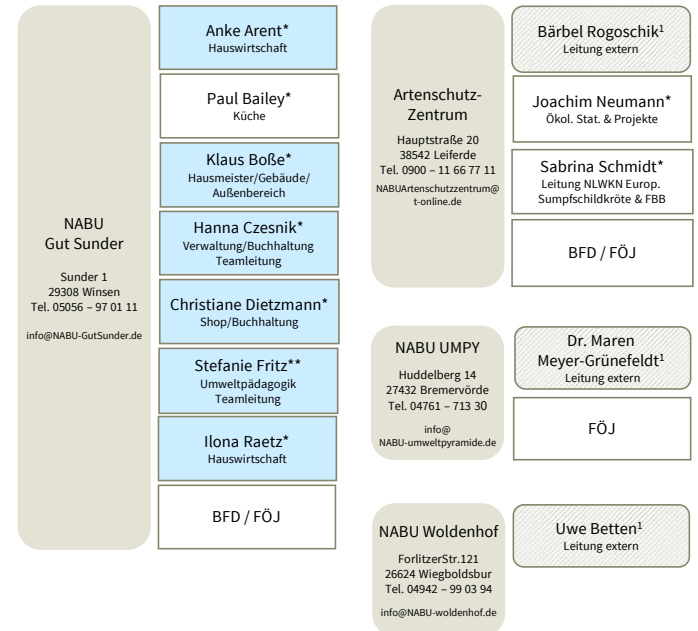 NABU
Gut Sunder
Sunder 1
29308 Winsen
Tel. 05056 – 97 01 11
info@NABU-GutSunder.de
Anke Arent*
Hauswirtschaft
Paul Bailey*
Küche
Klaus Boße*
Hausmeister/Gebäude/
Außenbereich
Hanna Czesnik*
Verwaltung/Buchhaltung
Teamleitung
Christiane Dietzmann*
Shop/Buchhaltung
Stefanie Fritz**
Umweltpädagogik
Teamleitung
Ilona Raetz*
Hauswirtschaft
BFD / FÖJ
Artenschutz-
Zentrum
Hauptstraße 20
38542 Leiferde
Tel. 0900 – 11 66 77 11
NABUArtenschutzzentrum@
t-online.de
Bärbel Rogoschik¹
Leitung extern
Joachim Neumann*
Ökol. Stat. & Projekte
Sabrina Schmidt*
Leitung NLWKN Europ.
Sumpfschildkröte & FBB
BFD / FÖJ
NABU UMPY
Huddelberg 14
27432 Bremervörde
Tel. 04761 – 713 30
info@
NABU-umweltpyramide.de
Dr. Maren
Meyer-Grünefeldt¹
Leitung extern
FÖJ
NABU Woldenhof
ForlitzerStr.121
26624 Wiegboldsbur
Tel. 04942 – 99 03 94
info@NABU-woldenhof.de
Uwe Betten¹
Leitung extern